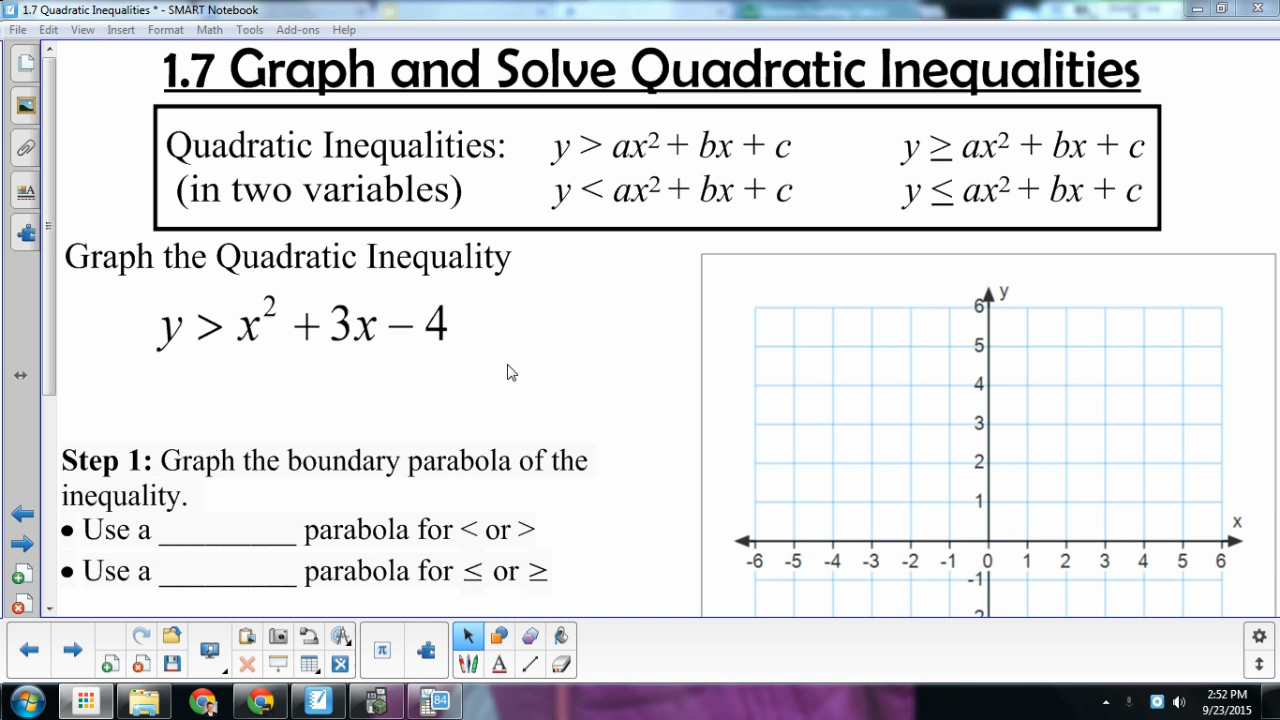 1.7 Quadratic Inequalities * - SMART Notebook
File Edit View Insert Format Math Tools Add-ons Help
1.7 Graph and Solve Quadratic Inequalities
Quadratic Inequalities: y > ax² + bx + c y ≥ ax² + bx + c
(in two variables) y < ax² + bx + c y ≤ ax² + bx + c
Graph the Quadratic Inequality
y > x² + 3x − 4
Step 1: Graph the boundary parabola of the
inequality.
• Use a _________ parabola for < or >
• Use a _________ parabola for ≤ or ≥
y
6
5
4
3
2
1
x
-6 -5 -4 -3 -2 -1 0 1 2 3 4 5 6
-1
π
A
84
2:52 PM
9/23/2015